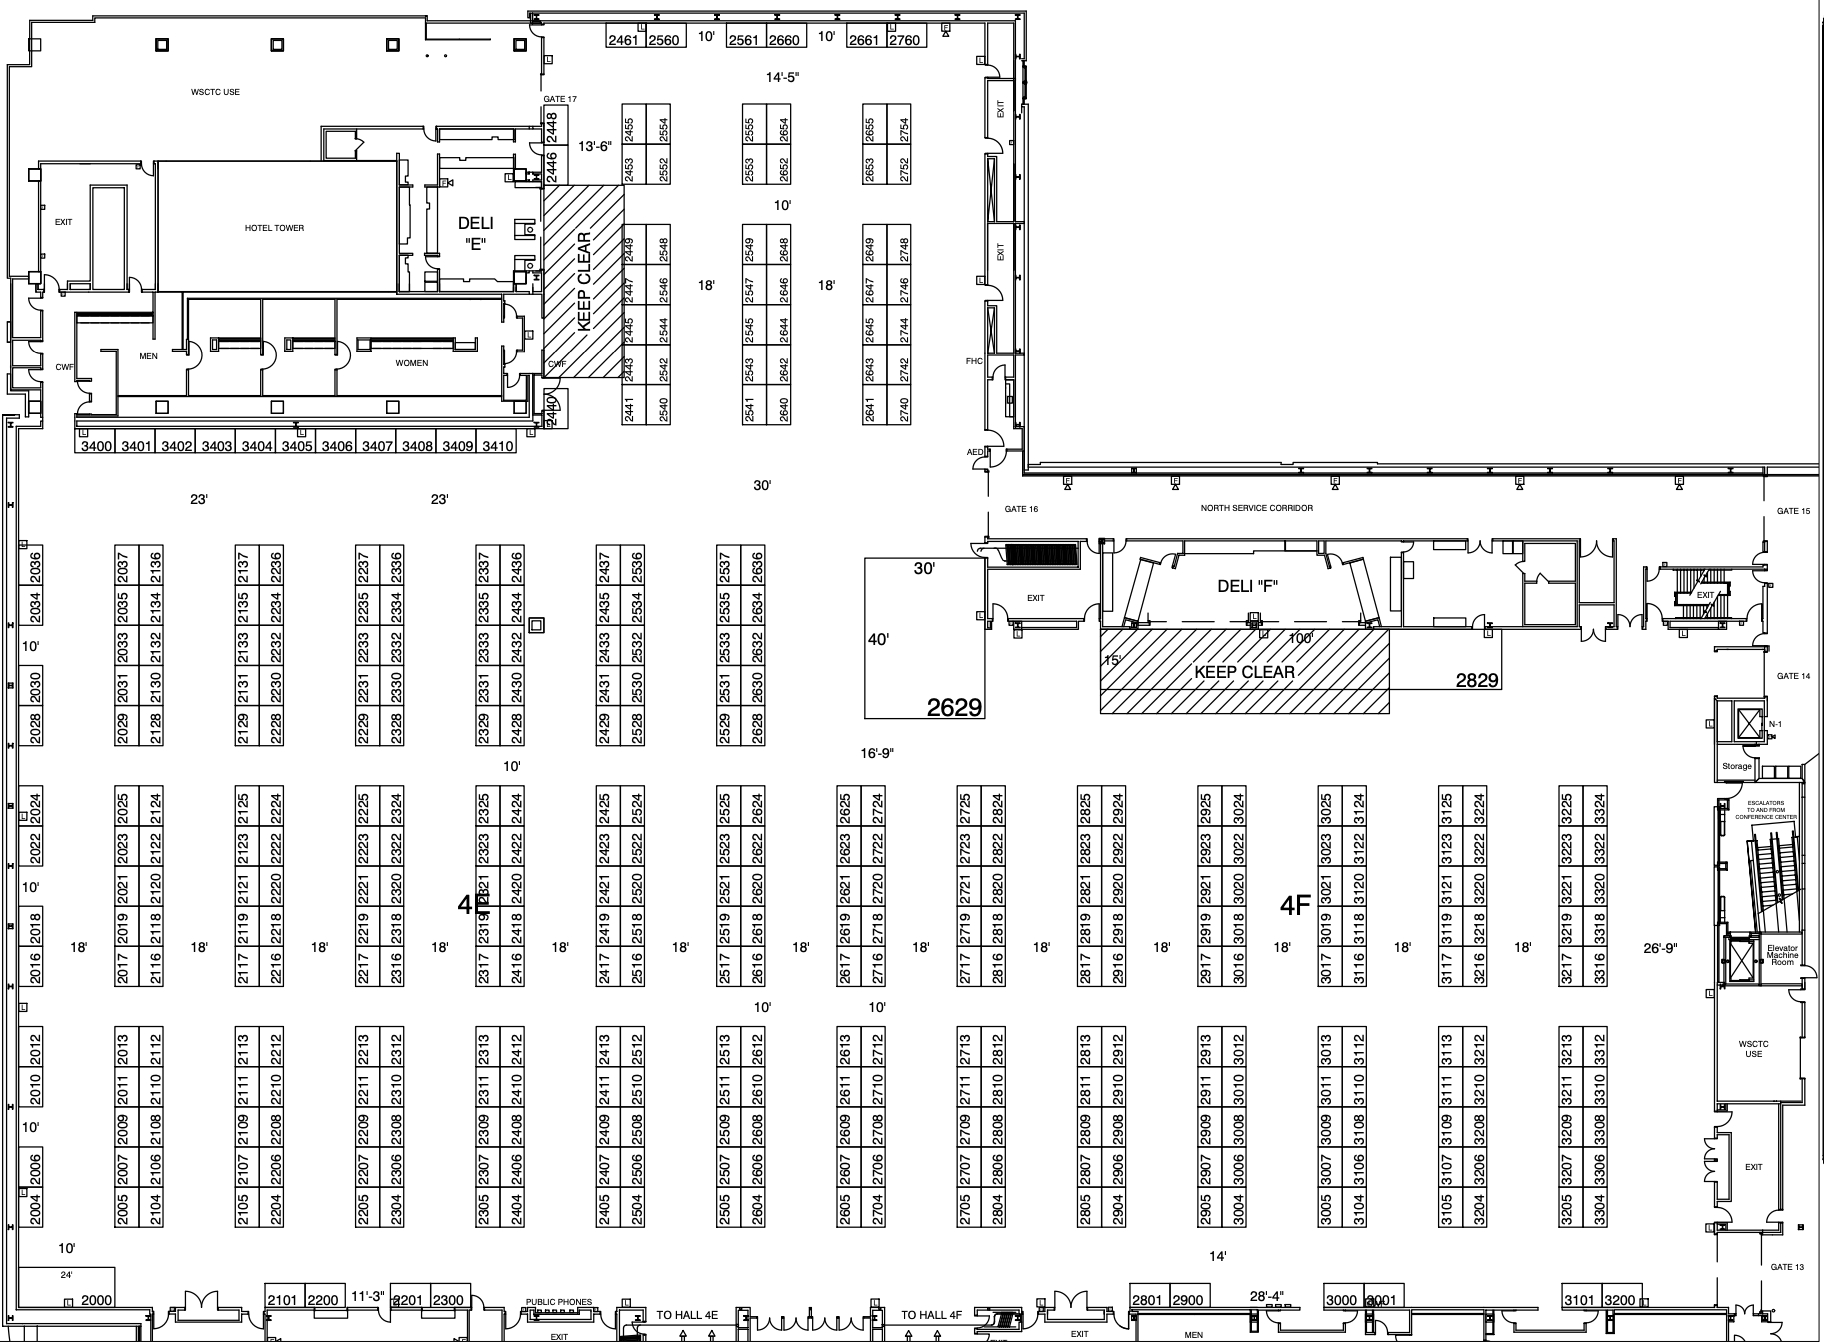 2461 2560 10' 2561 2660 10' 2661 2760
14'-5"
WSCTC USE
GATE 17
2448 2446 13'-6"
2455 2554 2555 2654 2655 2754
2453 2552 2553 2652 2653 2752
EXIT
10'
EXIT
HOTEL TOWER
DELI
"E"
KEEP CLEAR
EXIT
2449 2548 2549 2648 2649 2748
2447 2546 18' 2547 2646 18' 2647 2746
2445 2544 2545 2644 2645 2744
2443 2542 2543 2642 2643 2742
2441 2540 2541 2640 2641 2740
MEN
WOMEN
CWF
CWF
FHC
2440
3400 3401 3402 3403 3404 3405 3406 3407 3408 3409 3410
AED
23' 23' 30'
GATE 16
NORTH SERVICE CORRIDOR
GATE 15
2036 2037 2136 2137 2236 2237 2336 2337 2436 2437 2536 2537 2636
2034 2035 2134 2135 2234 2235 2334 2335 2434 2435 2534 2535 2634
10' 2033 2132 2133 2232 2233 2332 2333 2432 2433 2532 2533 2632
2030 2031 2130 2131 2230 2231 2330 2331 2430 2431 2530 2531 2630
2028 2029 2128 2129 2228 2229 2328 2329 2428 2429 2528 2529 2628
30'
40'
2629
EXIT
DELI "F"
EXIT
100'
15'
KEEP CLEAR
2829
GATE 14
N-1
10'
16'-9"
Storage
ESCALATORS
TO AND FROM
CONFERENCE CENTER
2024 2025 2124 2125 2224 2225 2324 2325 2424 2425 2524 2525 2624 2625 2724 2725 2824 2825 2924 2925 3024 3025 3124 3125 3224 3225 3324
2022 2023 2122 2123 2222 2223 2322 2323 2422 2423 2522 2523 2622 2623 2722 2723 2822 2823 2922 2923 3022 3023 3122 3123 3222 3223 3322
10' 2021 2120 2121 2220 2221 2320 2321 2420 2421 2520 2521 2620 2621 2720 2721 2820 2821 2920 2921 3020 3021 3120 3121 3220 3221 3320
4E 4F
2018 2019 2118 2119 2218 2219 2318 2319 2418 2419 2518 2519 2618 2619 2718 2719 2818 2819 2918 2919 3018 3019 3118 3119 3218 3219 3318
18' 18' 18' 18' 18' 18' 18' 18' 18' 18' 18' 18' 18' 26'-9"
2016 2017 2116 2117 2216 2217 2316 2317 2416 2417 2516 2517 2616 2617 2716 2717 2816 2817 2916 2917 3016 3017 3116 3117 3216 3217 3316
Elevator
Machine
Room
10' 10'
2012 2013 2112 2113 2212 2213 2312 2313 2412 2413 2512 2513 2612 2613 2712 2713 2812 2813 2912 2913 3012 3013 3112 3113 3212 3213 3312
WSCTC
USE
2010 2011 2110 2111 2210 2211 2310 2311 2410 2411 2510 2511 2610 2611 2710 2711 2810 2811 2910 2911 3010 3011 3110 3111 3210 3211 3310
10' 2009 2108 2109 2208 2209 2308 2309 2408 2409 2508 2509 2608 2609 2708 2709 2808 2809 2908 2909 3008 3009 3108 3109 3208 3209 3308
2006 2007 2106 2107 2206 2207 2306 2307 2406 2407 2506 2507 2606 2607 2706 2707 2806 2807 2906 2907 3006 3007 3106 3107 3206 3207 3306
EXIT
2004 2005 2104 2105 2204 2205 2304 2305 2404 2405 2504 2505 2604 2605 2704 2705 2804 2805 2904 2905 3004 3005 3104 3105 3204 3205 3304
10' 14'
GATE 13
24'
2000 2101 2200 11'-3" 2201 2300
PUBLIC PHONES
2801 2900 28'-4" 3000 3001 3101 3200
TO HALL 4E TO HALL 4F
EXIT EXIT EXIT MEN